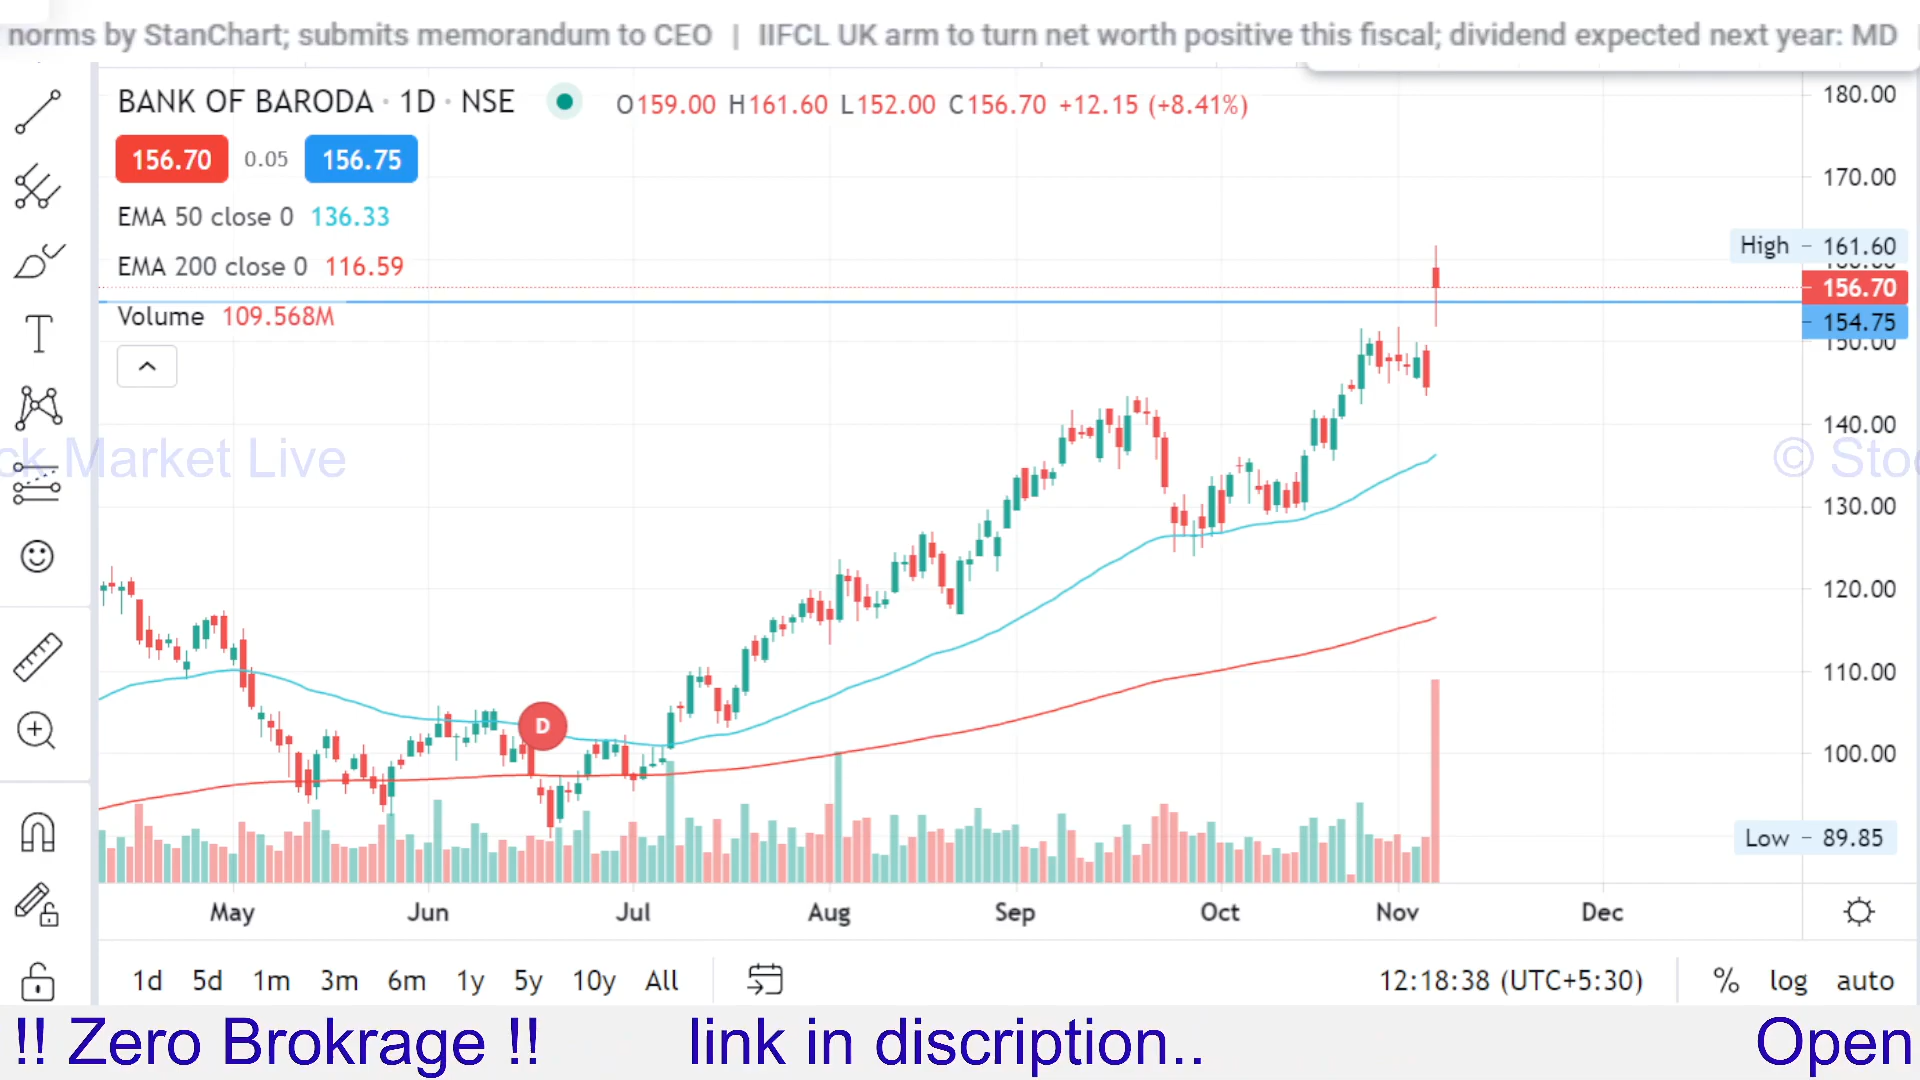 norms by StanChart; submits memorandum to CEO | IIFCL UK arm to turn net worth positive this fiscal; dividend expected next year: MD
BANK OF BARODA · 1D · NSE O159.00 H161.60 L152.00 C156.70 +12.15 (+8.41%)
156.70 0.05 156.75
EMA 50 close 0 136.33
EMA 200 close 0 116.59
Volume 109.568M
180.00
170.00
High 161.60
156.70
154.75
150.00
140.00
130.00
120.00
110.00
100.00
Low 89.85
ck Market Live
© Stoc
D
May Jun Jul Aug Sep Oct Nov Dec
1d 5d 1m 3m 6m 1y 5y 10y All 12:18:38 (UTC+5:30) % log auto
!! Zero Brokrage !! link in discription.. Open